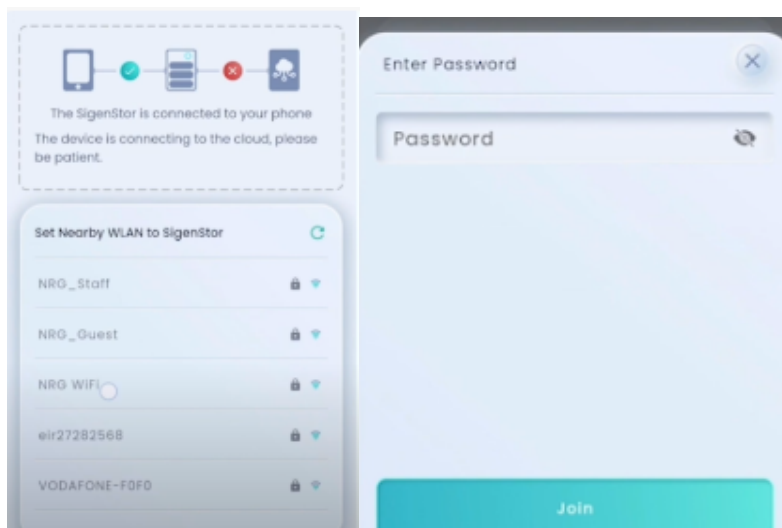 The SigenStor is connected to your phone
The device is connecting to the cloud, please
be patient.
Set Nearby WLAN to SigenStor
NRG_Staff
NRG_Guest
NRG WiFi
eir27282568
VODAFONE-F0F0
Enter Password
Password
Join